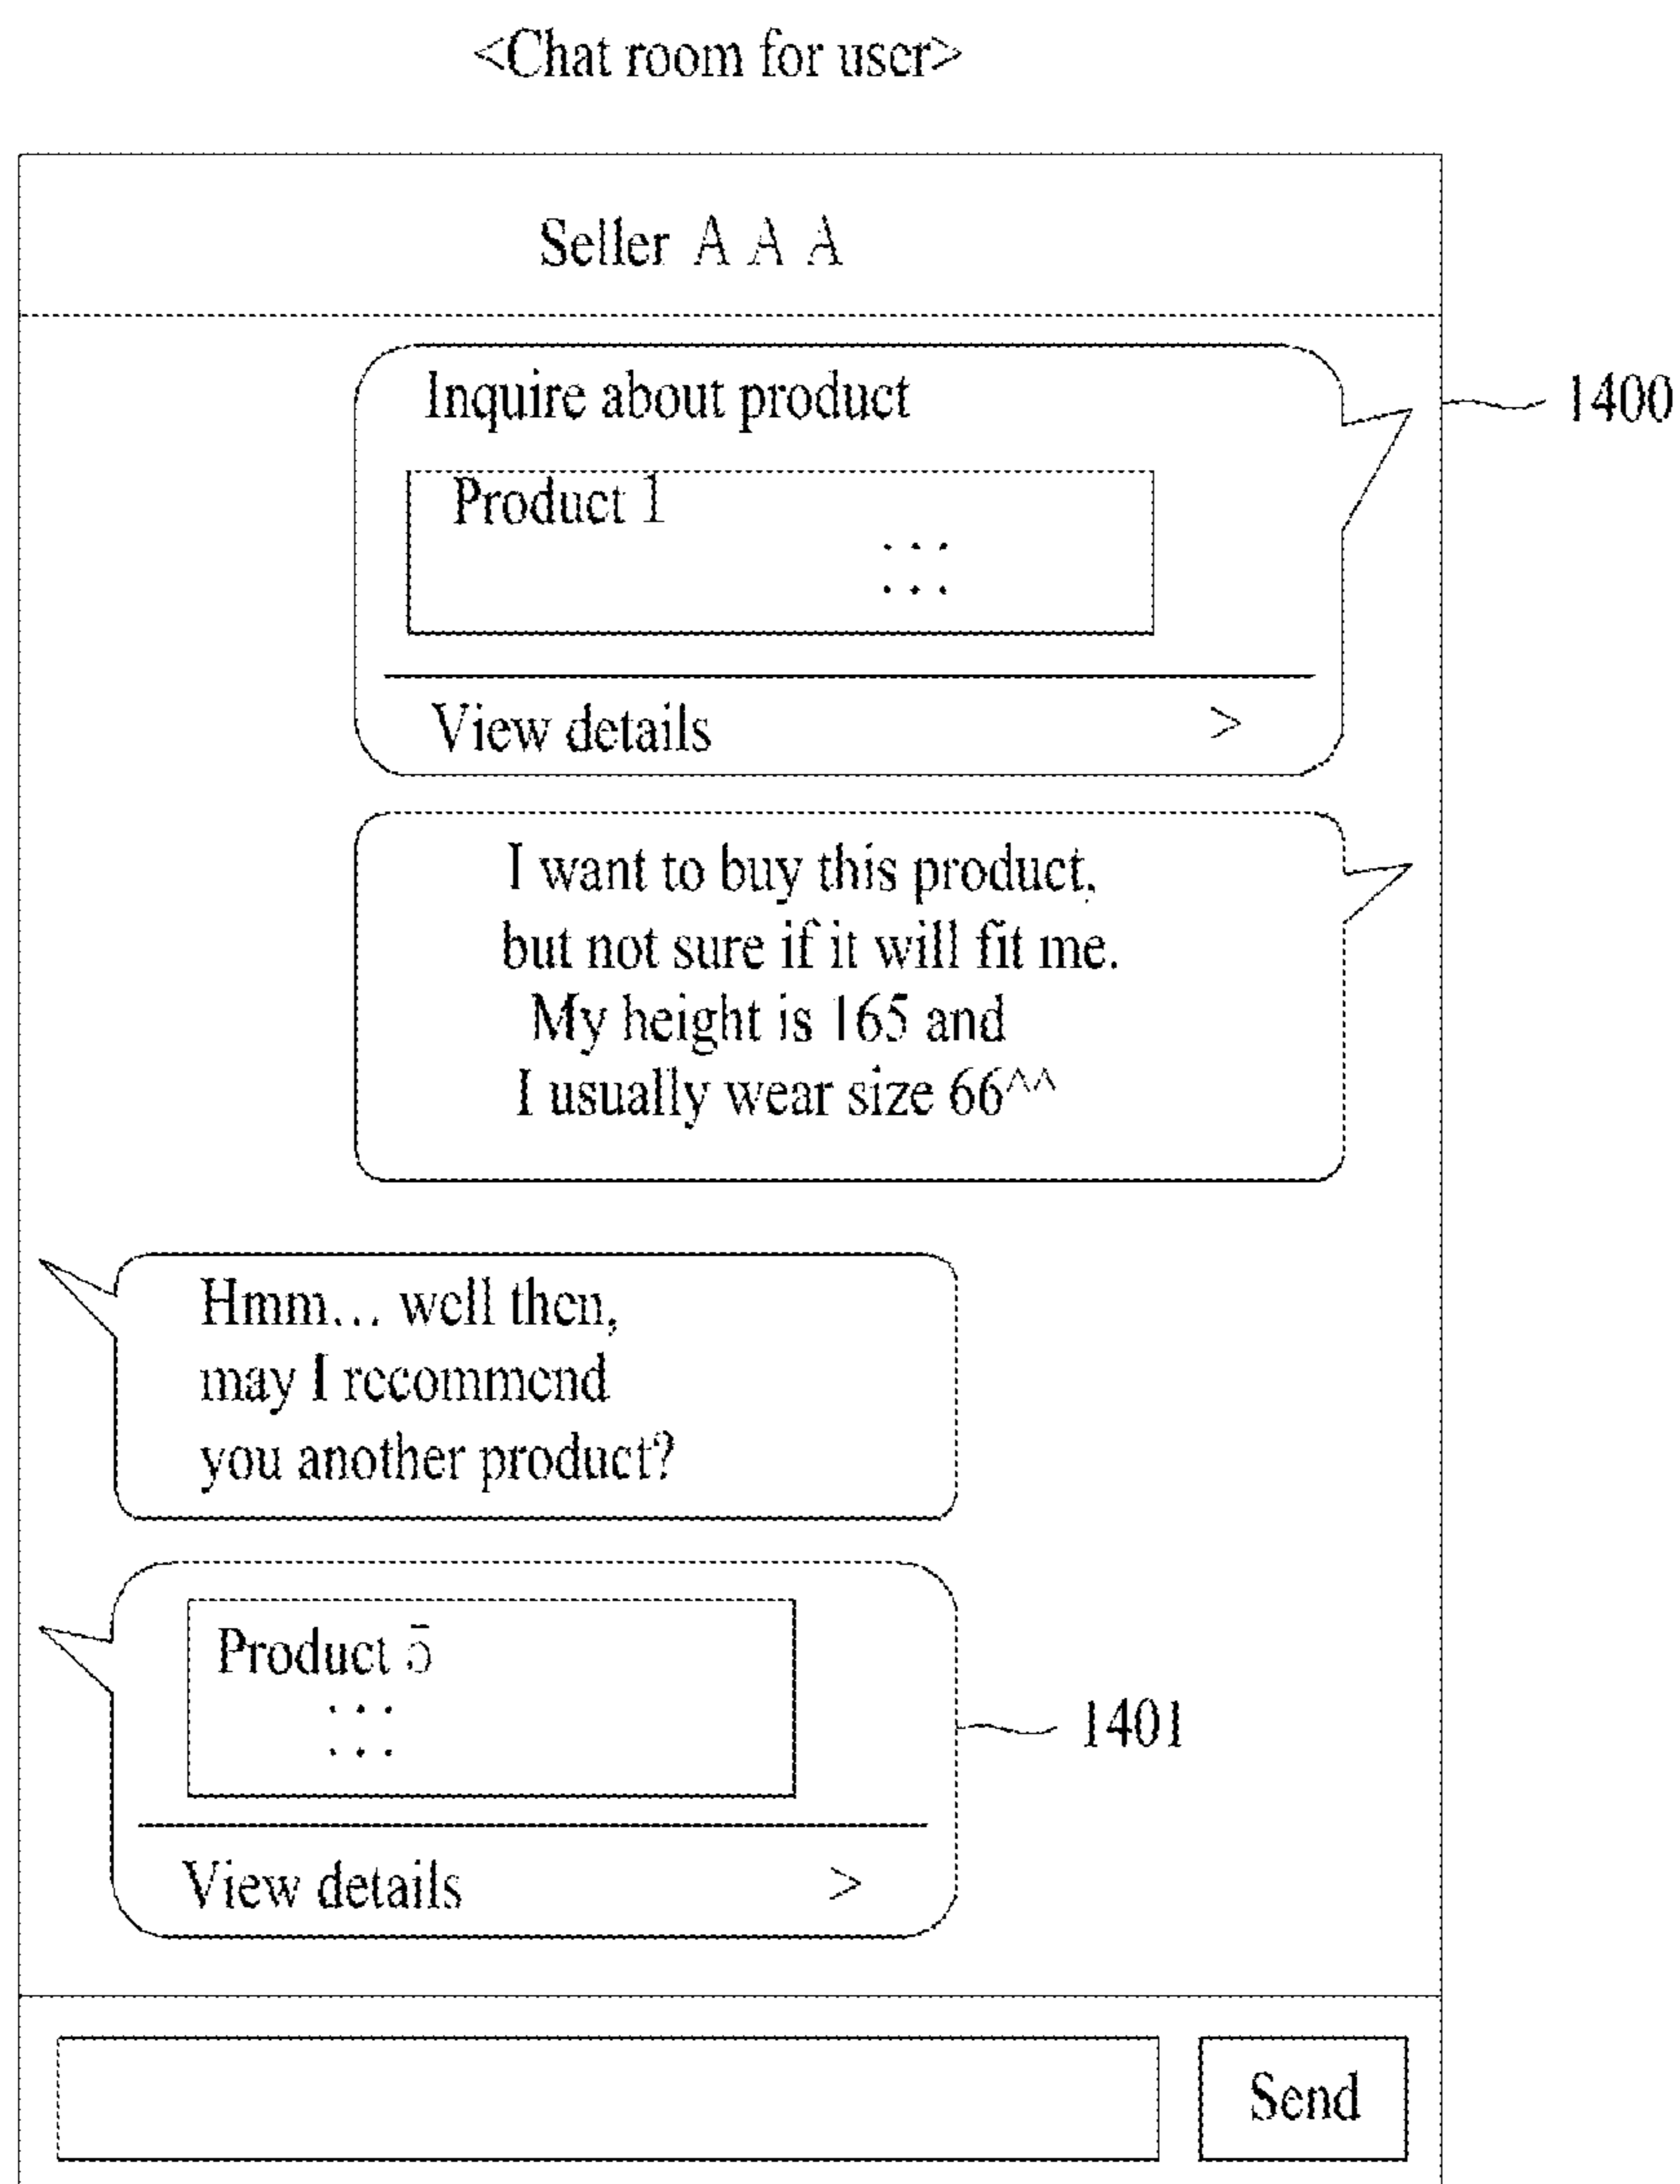 <Chat room for user>
Seller A A A
Inquire about product
1400
Product 1
View details >
I want to buy this product,
but not sure if it will fit me.
My height is 165 and
I usually wear size 66^^
Hmm... well then,
may I recommend
you another product?
Product 5
1401
View details >
Send